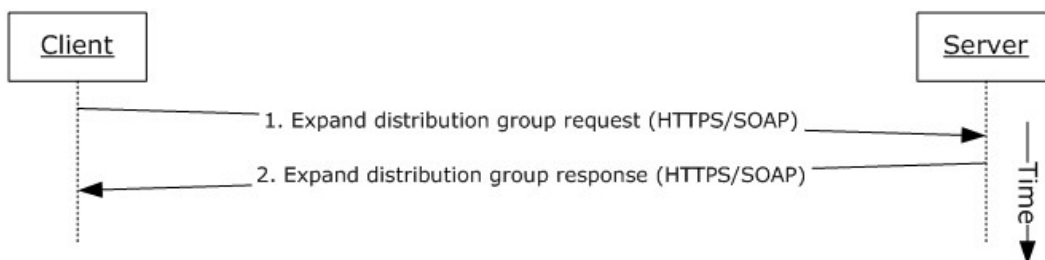 Client
Server
1. Expand distribution group request (HTTPS/SOAP)
2. Expand distribution group response (HTTPS/SOAP)
Time